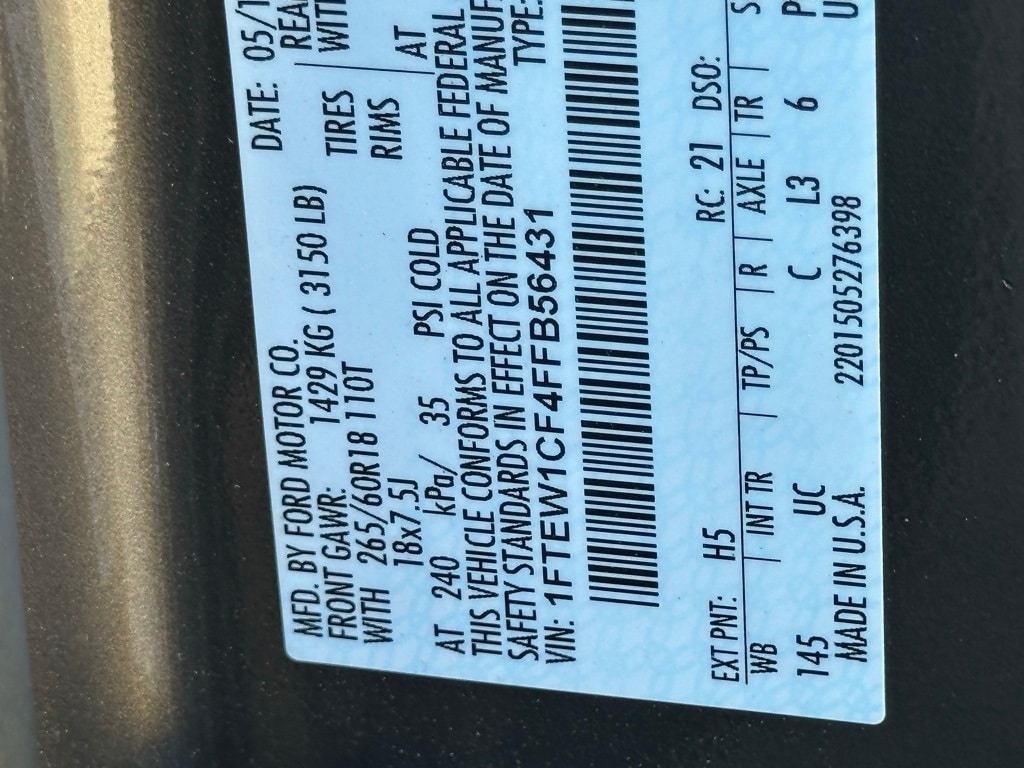 MFD. BY FORD MOTOR CO. DATE: 05/1
FRONT GAWR: 1429 KG ( 3150 LB) REA
WITH 265/60R18 110T TIRES WIT
18x7.5J RIMS
AT 240 kPa/ 35 PSI COLD AT
THIS VEHICLE CONFORMS TO ALL APPLICABLE FEDERAL
SAFETY STANDARDS IN EFFECT ON THE DATE OF MANUF
VIN: 1FTEW1CF4FFB56431 TYPE:
EXT PNT: H5 RC: 21 DSO:
WB | INT TR | TP/PS | R | AXLE | TR | S
145 UC C L3 6 P
MADE IN U.S.A. 2201505276398 U